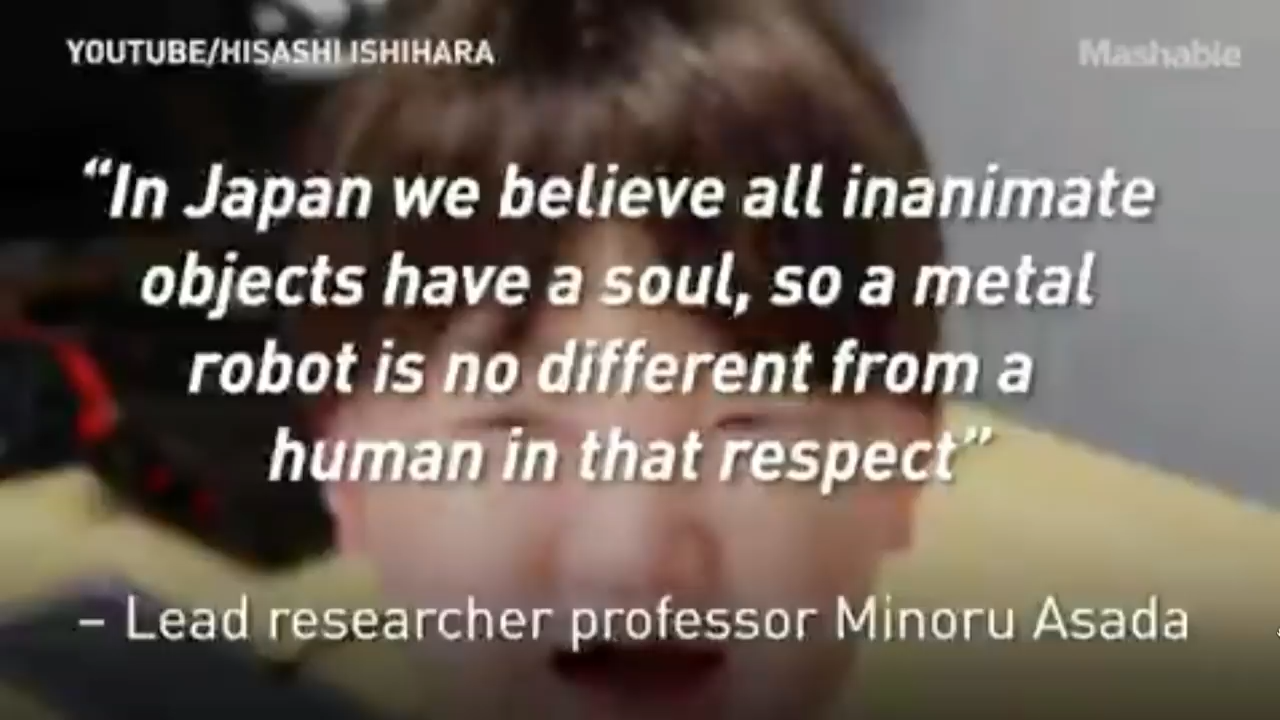 YOUTUBE/HISASHI ISHIHARA
Mashable
“In Japan we believe all inanimate
objects have a soul, so a metal
robot is no different from a
human in that respect”
– Lead researcher professor Minoru Asada